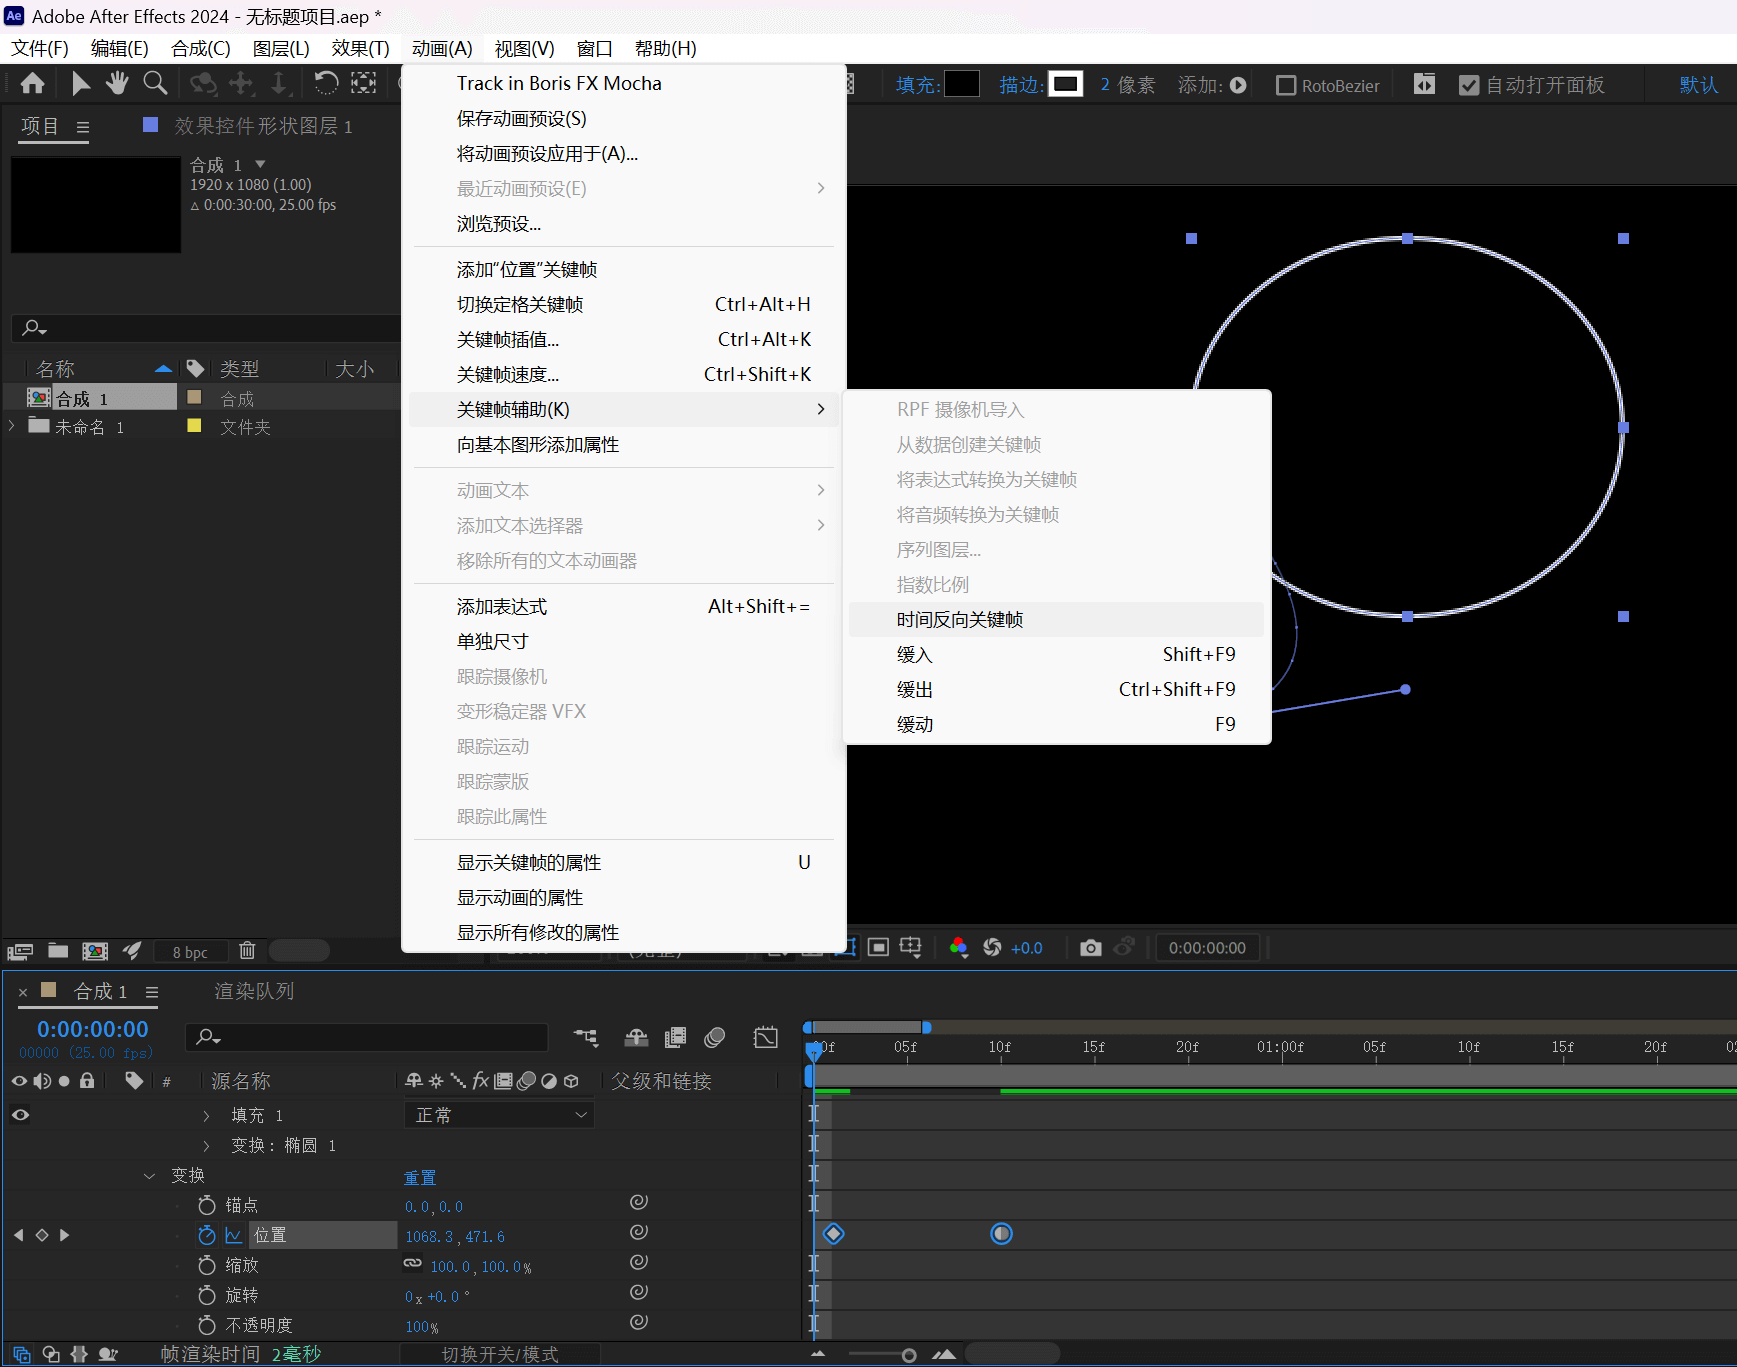 Adobe After Effects 2024 - 无标题项目.aep *
文件(F) 编辑(E) 合成(C) 图层(L) 效果(T) 动画(A) 视图(V) 窗口 帮助(H)
填充: 描边: 2 像素 添加: RotoBezier 自动打开面板 默认
项目 效果控件形状图层 1
合成 1
1920 x 1080 (1.00)
△ 0:00:30:00, 25.00 fps
名称 类型 大小
合成 1 合成
未命名 1 文件夹
8 bpc
Track in Boris FX Mocha
保存动画预设(S)
将动画预设应用于(A)...
最近动画预设(E)
浏览预设...
添加“位置”关键帧
切换定格关键帧 Ctrl+Alt+H
关键帧插值... Ctrl+Alt+K
关键帧速度... Ctrl+Shift+K
关键帧辅助(K)
向基本图形添加属性
动画文本
添加文本选择器
移除所有的文本动画器
添加表达式 Alt+Shift+=
单独尺寸
跟踪摄像机
变形稳定器 VFX
跟踪运动
跟踪蒙版
跟踪此属性
显示关键帧的属性 U
显示动画的属性
显示所有修改的属性
RPF 摄像机导入
从数据创建关键帧
将表达式转换为关键帧
将音频转换为关键帧
序列图层...
指数比例
时间反向关键帧
缓入 Shift+F9
缓出 Ctrl+Shift+F9
缓动 F9
+0.0 0:00:00:00
合成 1 渲染队列
0:00:00:00
00000 (25.00 fps)
05f 10f 15f 20f 01:00f 05f 10f 15f 20f
# 源名称 fx 父级和链接
填充 1 正常
变换: 椭圆 1
变换 重置
锚点 0.0,0.0
位置 1068.3,471.6
缩放 100.0,100.0%
旋转 0x+0.0°
不透明度 100%
帧渲染时间 2毫秒 切换开关/模式